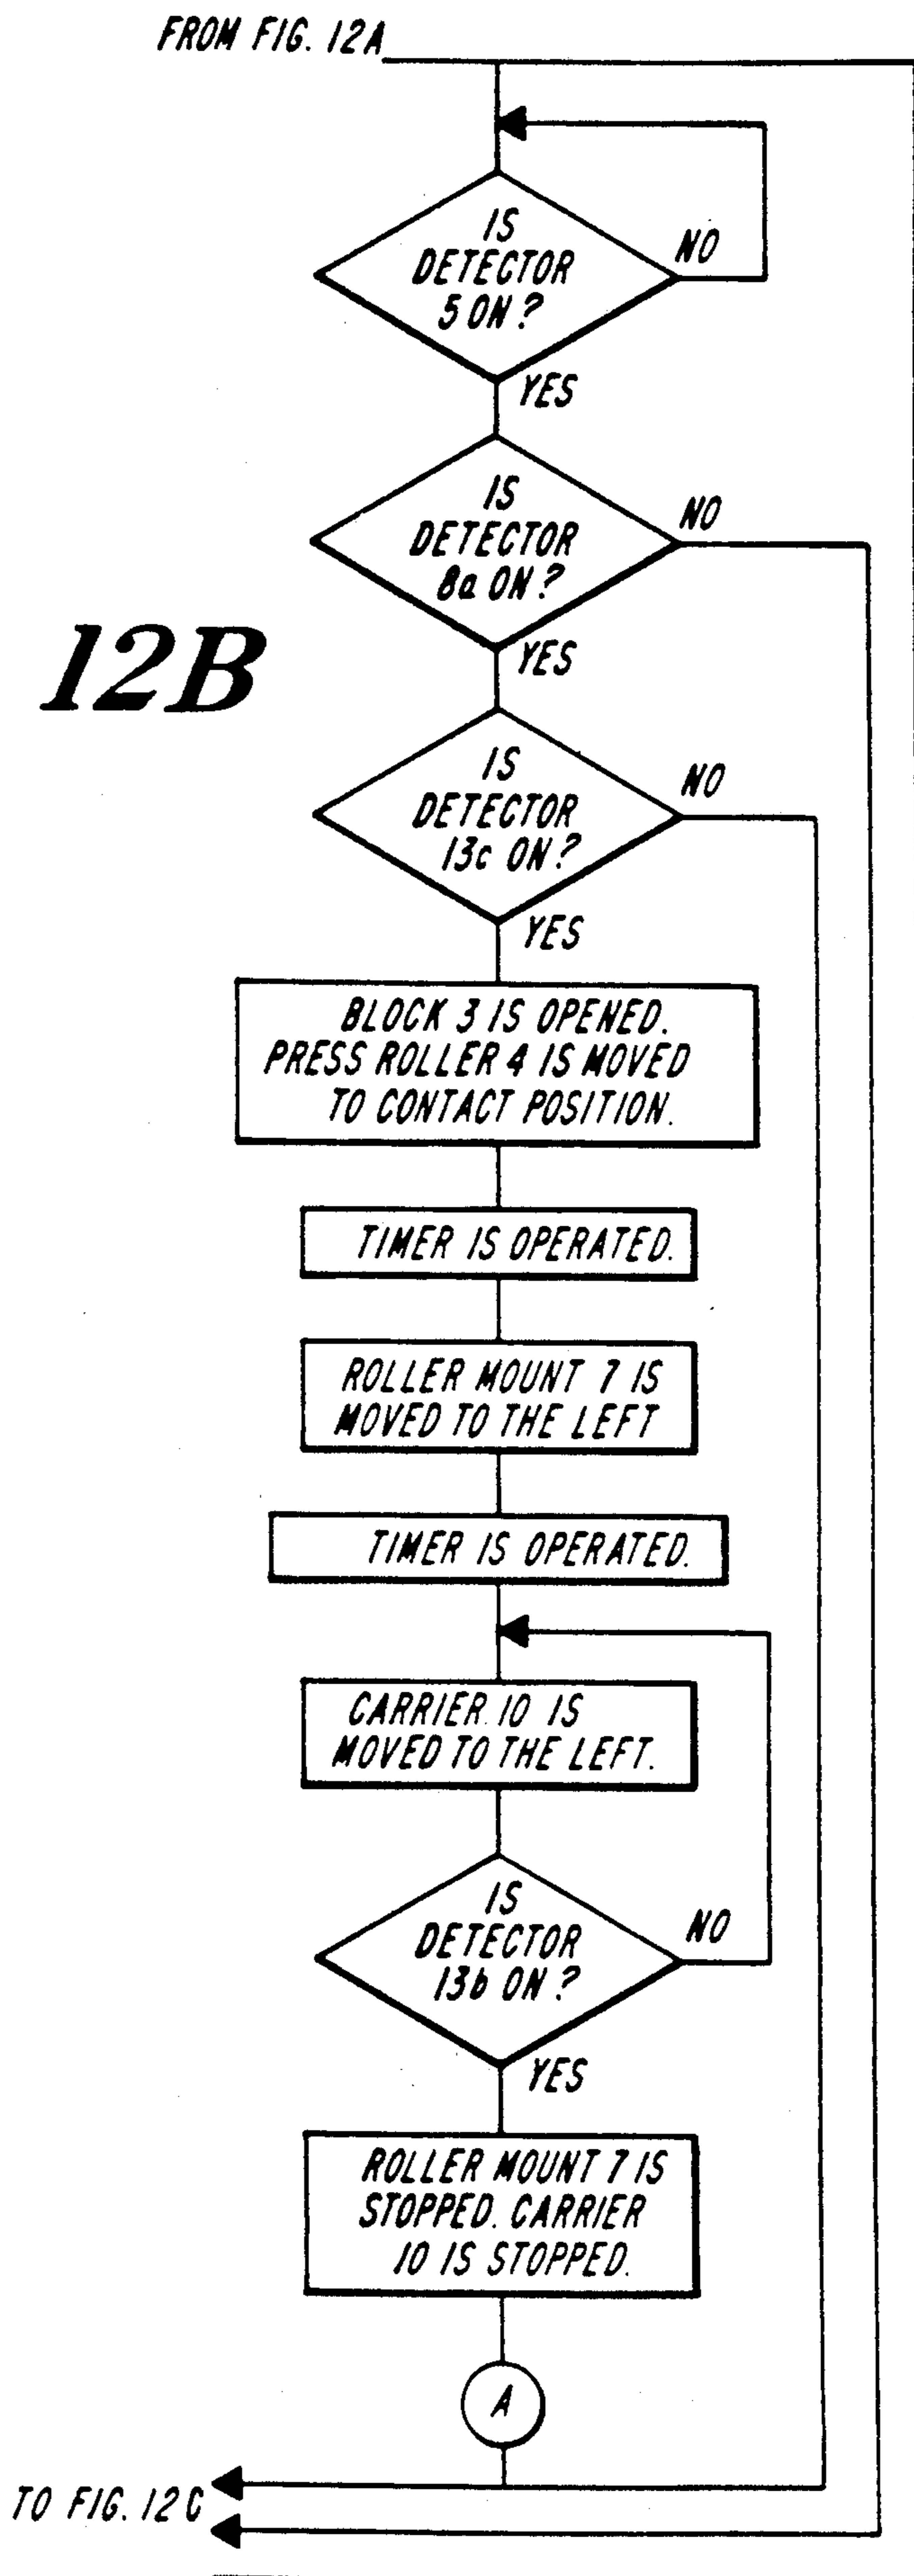 FROM FIG. 12A
IS
DETECTOR
5 ON?
NO
YES
IS
DETECTOR
8a ON?
NO
YES
12B
IS
DETECTOR
13c ON?
NO
YES
BLOCK 3 IS OPENED.
PRESS ROLLER 4 IS MOVED
TO CONTACT POSITION.
TIMER IS OPERATED.
ROLLER MOUNT 7 IS
MOVED TO THE LEFT
TIMER IS OPERATED.
CARRIER 10 IS
MOVED TO THE LEFT.
IS
DETECTOR
13b ON?
NO
YES
ROLLER MOUNT 7 IS
STOPPED. CARRIER
10 IS STOPPED.
A
TO FIG. 12C